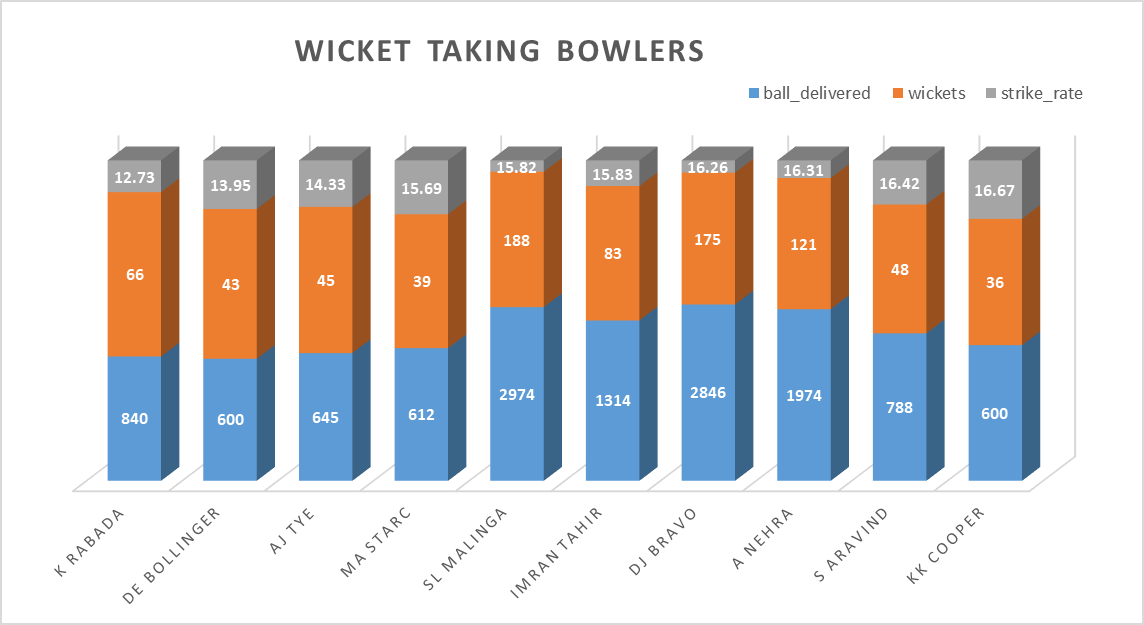 WICKET TAKING BOWLERS
ball_delivered wickets strike_rate
12.73 13.95 14.33 15.69 15.82 15.83 16.26 16.31 16.42 16.67
66 43 45 39 188 83 175 121 48 36
840 600 645 612 2974 1314 2846 1974 788 600
K RABADA
DE BOLLINGER
AJ TYE
MA STARC
SL MALINGA
IMRAN TAHIR
DJ BRAVO
A NEHRA
S ARAVIND
KK COOPER